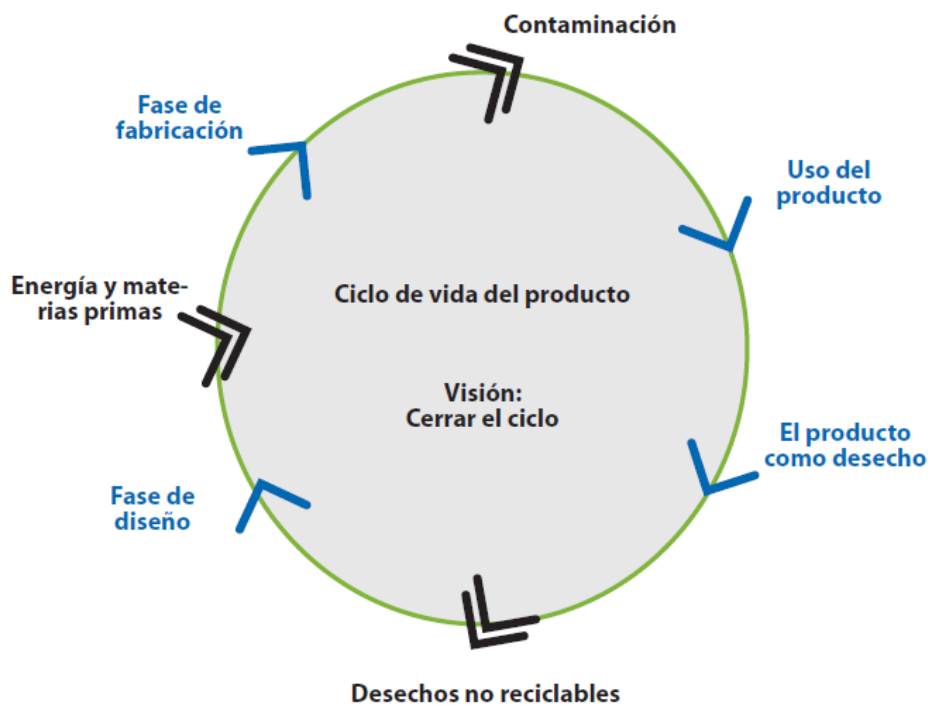 Contaminación
Fase de
fabricación
Uso del
producto
Energía y mate-
rias primas
Ciclo de vida del producto
Visión:
Cerrar el ciclo
El producto
como desecho
Fase de
diseño
Desechos no reciclables